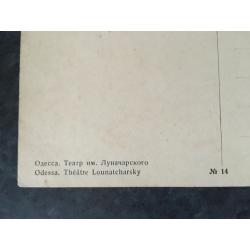 Одесса. Театр им. Луначарского
Odessa. Théâtre Lounatcharsky
№ 14